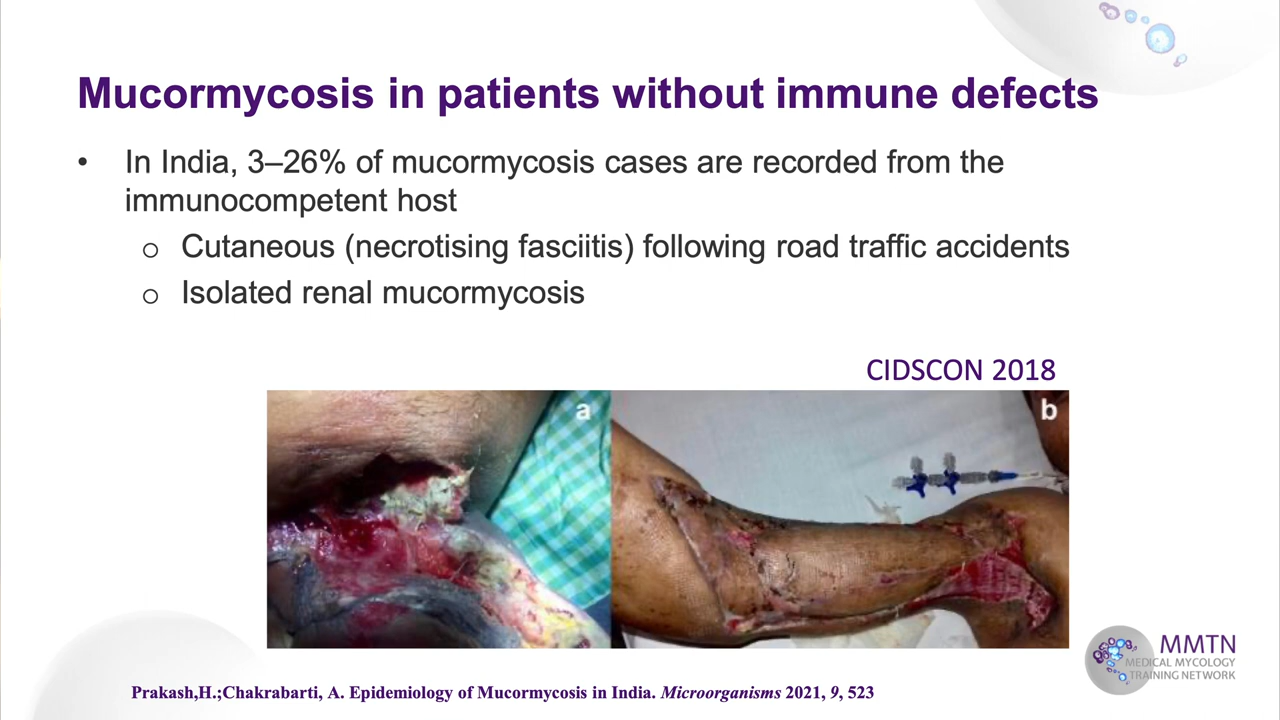 Mucormycosis in patients without immune defects
• In India, 3–26% of mucormycosis cases are recorded from the
immunocompetent host
o Cutaneous (necrotising fasciitis) following road traffic accidents
o Isolated renal mucormycosis
CIDSCON 2018
a
b
MMTN
MEDICAL MYCOLOGY
TRAINING NETWORK
Prakash,H.;Chakrabarti, A. Epidemiology of Mucormycosis in India. Microorganisms 2021, 9, 523